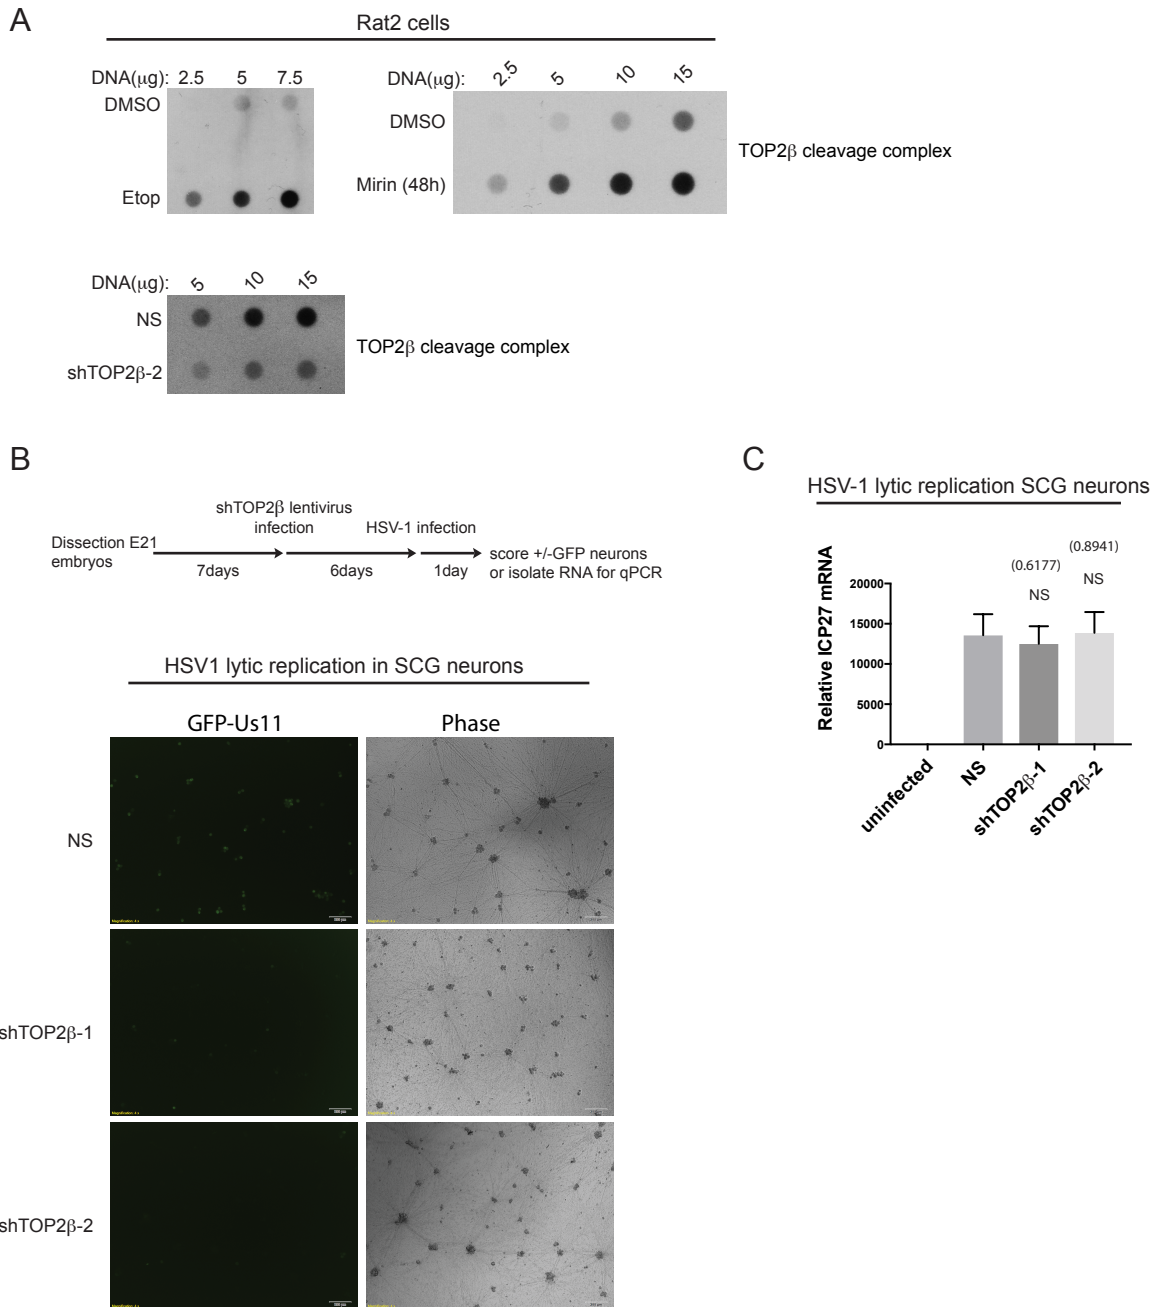 A
Rat2 cells
DNA(μg): 2.5 5 7.5
DMSO
Etop
DNA(μg): 2.5 5 10 15
DMSO
Mirin (48h)
TOP2β cleavage complex
DNA(μg): 5 10 15
NS
shTOP2β-2
TOP2β cleavage complex
B
Dissection E21
embryos
7days
shTOP2β lentivirus
infection
6days
HSV-1 infection
1day
score +/-GFP neurons
or isolate RNA for qPCR
HSV1 lytic replication in SCG neurons
GFP-Us11 Phase
NS
shTOP2β-1
shTOP2β-2
C
HSV-1 lytic replication SCG neurons
(0.6177)
NS
(0.8941)
NS
Relative ICP27 mRNA
20000
15000
10000
5000
0
uninfected
NS
shTOP2β-1
shTOP2β-2